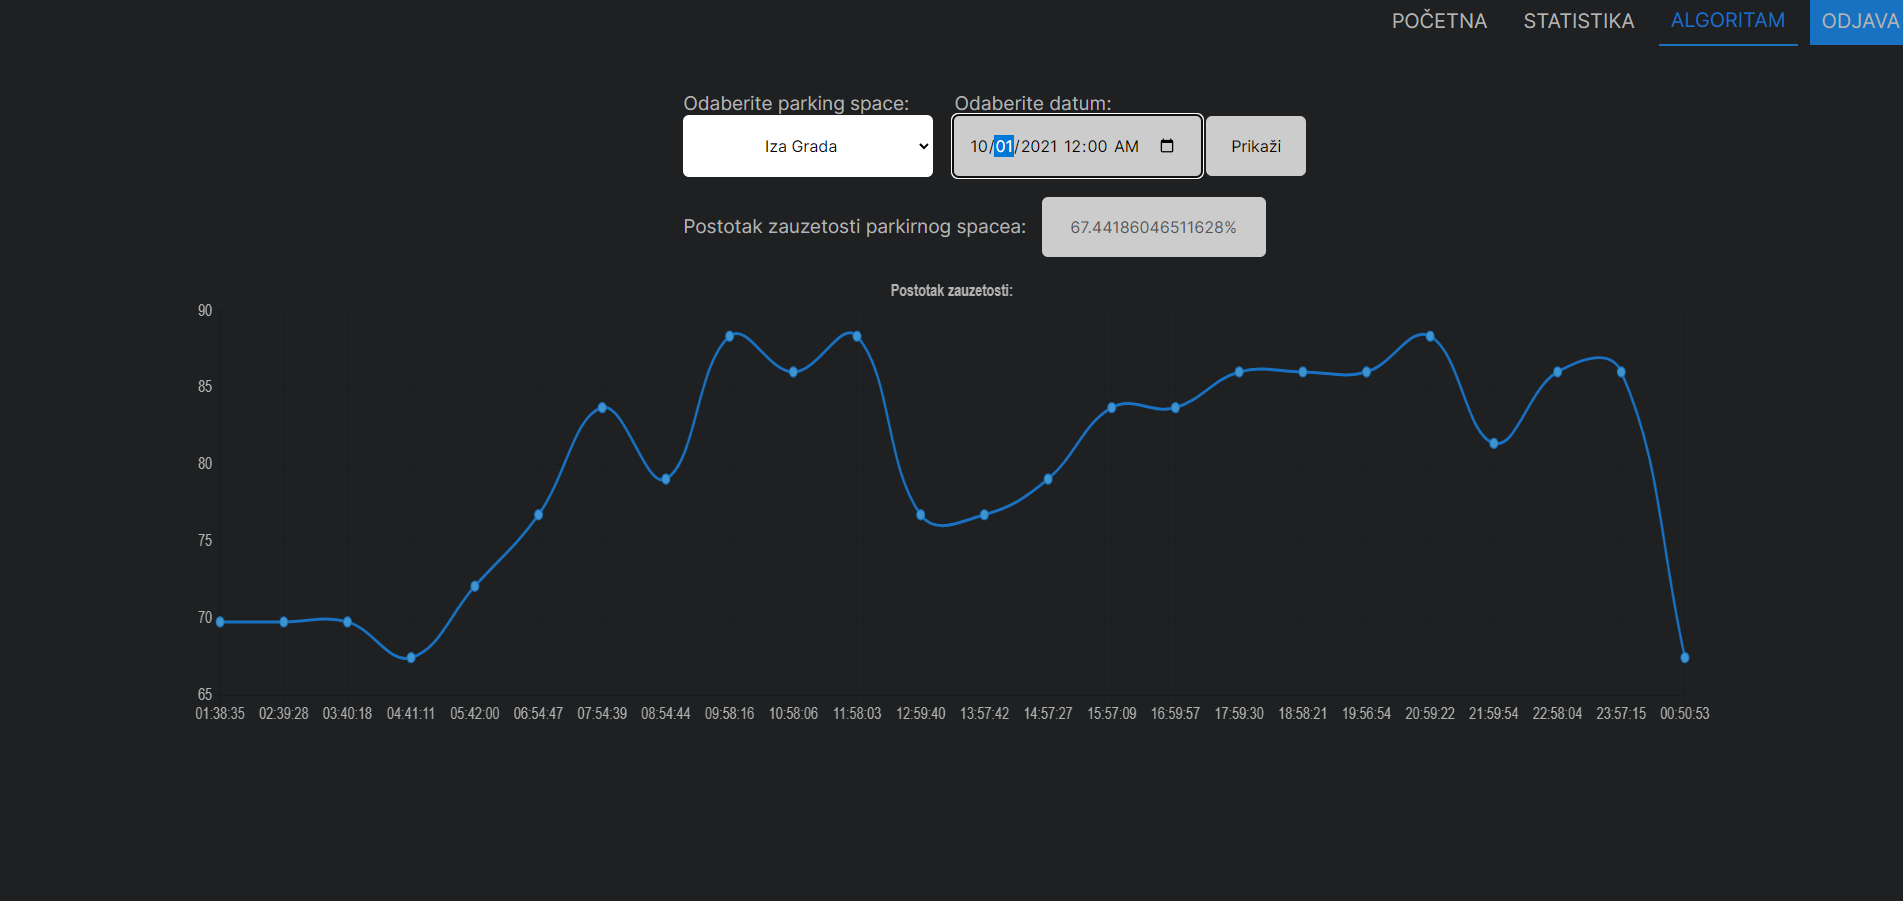 POČETNA STATISTIKA ALGORITAM ODJAVA
Odaberite parking space: Odaberite datum:
Iza Grada 10/01/2021 12:00 AM Prikaži
Postotak zauzetosti parkirnog spacea: 67.44186046511628%
Postotak zauzetosti:
90
85
80
75
70
65
01:38:35 02:39:28 03:40:18 04:41:11 05:42:00 06:54:47 07:54:39 08:54:44 09:58:16 10:58:06 11:58:03 12:59:40 13:57:42 14:57:27 15:57:09 16:59:57 17:59:30 18:58:21 19:56:54 20:59:22 21:59:54 22:58:04 23:57:15 00:50:53